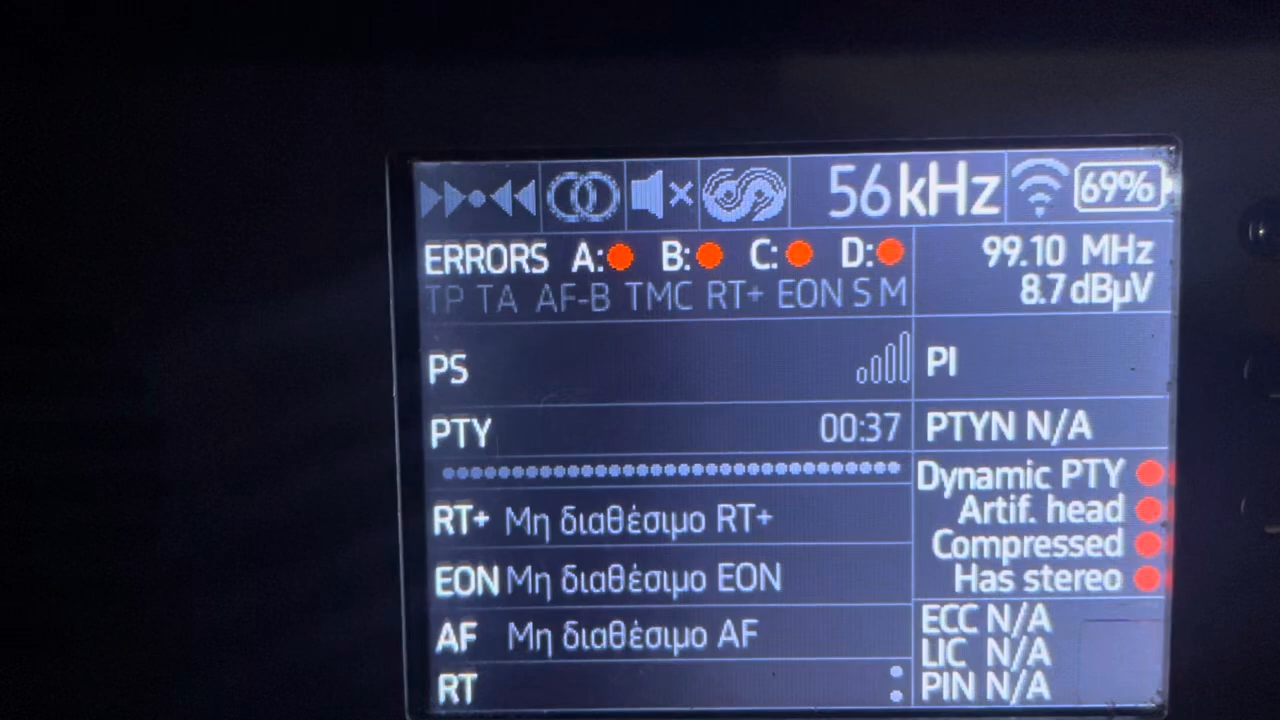 56 kHz 69%
ERRORS A: B: C: D: 99.10 MHz
TP TA AF-B TMC RT+ EON S M 8.7 dBµV
PS PI
PTY 00:37 PTYN N/A
Dynamic PTY
RT+ Μη διαθέσιμο RT+ Artif. head
Compressed
EON Μη διαθέσιμο EON Has stereo
ECC N/A
AF Μη διαθέσιμο AF LIC N/A
RT PIN N/A